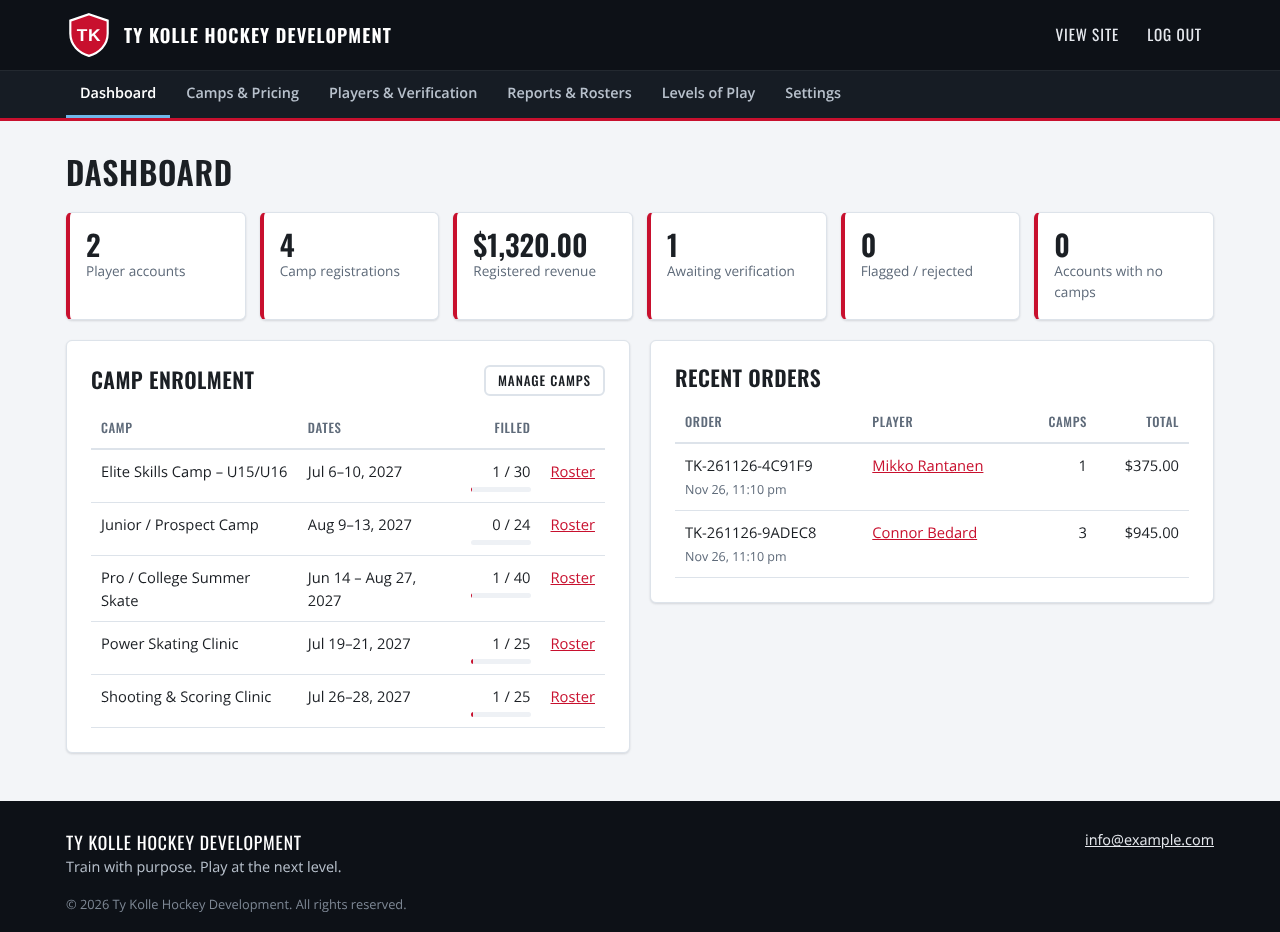 TK TY KOLLE HOCKEY DEVELOPMENT VIEW SITE LOG OUT
Dashboard Camps & Pricing Players & Verification Reports & Rosters Levels of Play Settings
DASHBOARD
2
Player accounts
4
Camp registrations
$1,320.00
Registered revenue
1
Awaiting verification
0
Flagged / rejected
0
Accounts with no
camps
CAMP ENROLMENT MANAGE CAMPS
CAMP DATES FILLED
Elite Skills Camp – U15/U16 Jul 6–10, 2027 1 / 30 Roster
Junior / Prospect Camp Aug 9–13, 2027 0 / 24 Roster
Pro / College Summer Jun 14 – Aug 27, 1 / 40 Roster
Skate 2027
Power Skating Clinic Jul 19–21, 2027 1 / 25 Roster
Shooting & Scoring Clinic Jul 26–28, 2027 1 / 25 Roster
RECENT ORDERS
ORDER PLAYER CAMPS TOTAL
TK-261126-4C91F9 Mikko Rantanen 1 $375.00
Nov 26, 11:10 pm
TK-261126-9ADEC8 Connor Bedard 3 $945.00
Nov 26, 11:10 pm
TY KOLLE HOCKEY DEVELOPMENT info@example.com
Train with purpose. Play at the next level.
© 2026 Ty Kolle Hockey Development. All rights reserved.